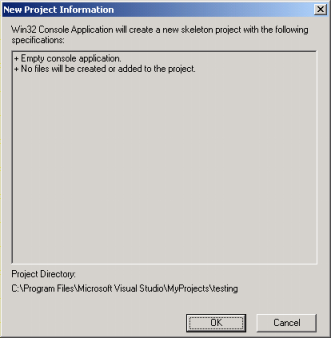 New Project Information
Win32 Console Application will create a new skeleton project with the following
specifications:
+ Empty console application.
+ No files will be created or added to the project.
Project Directory:
C:\Program Files\Microsoft Visual Studio\MyProjects\testing
OK
Cancel